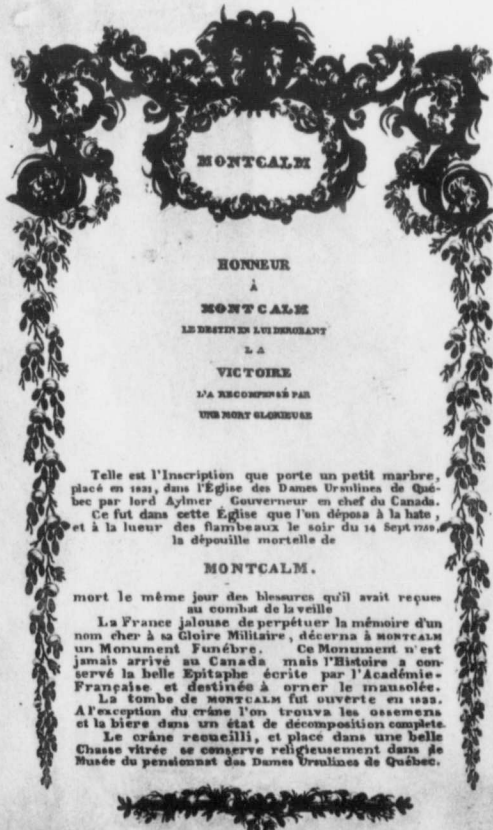 MONTCALM
HONNEUR
À
MONTCALM
LE DESTIN EN LUI DEROBANT
LA
VICTOIRE
L'A RECOMPENSÉ PAR
UNE MORT GLORIEUSE
Telle est l'Inscription que porte un petit marbre,
placé en 1831, dans l'Église des Dames Ursulines de Qué-
bec par lord Aylmer Gouverneur en chef du Canada.
Ce fut dans cette Église que l'on déposa à la hate,
et à la lueur des flambeaux le soir du 14 Sept 1759,
la dépouille mortelle de
MONTCALM.
mort le même jour des blessures qu'il avait reçues
au combat de la veille
La France jalouse de perpétuer la mémoire d'un
nom cher à sa Gloire Militaire, décerna à MONTCALM
un Monument Funébre. Ce Monument n'est
jamais arrivé au Canada mais l'Histoire a con-
servé la belle Epitaphe écrite par l'Académie-
Française et destinée à orner le mausolée.
La tombe de MONTCALM fut ouverte en
A l'exception du crâne l'on trouva les ossemens
et la bière dans un état de décomposition complete.
Le crâne recueilli, et placé dans une belle
Chasse vitrée se conserve religieusement dans le
Musée du pensionnat des Dames Ursulines de Québec.